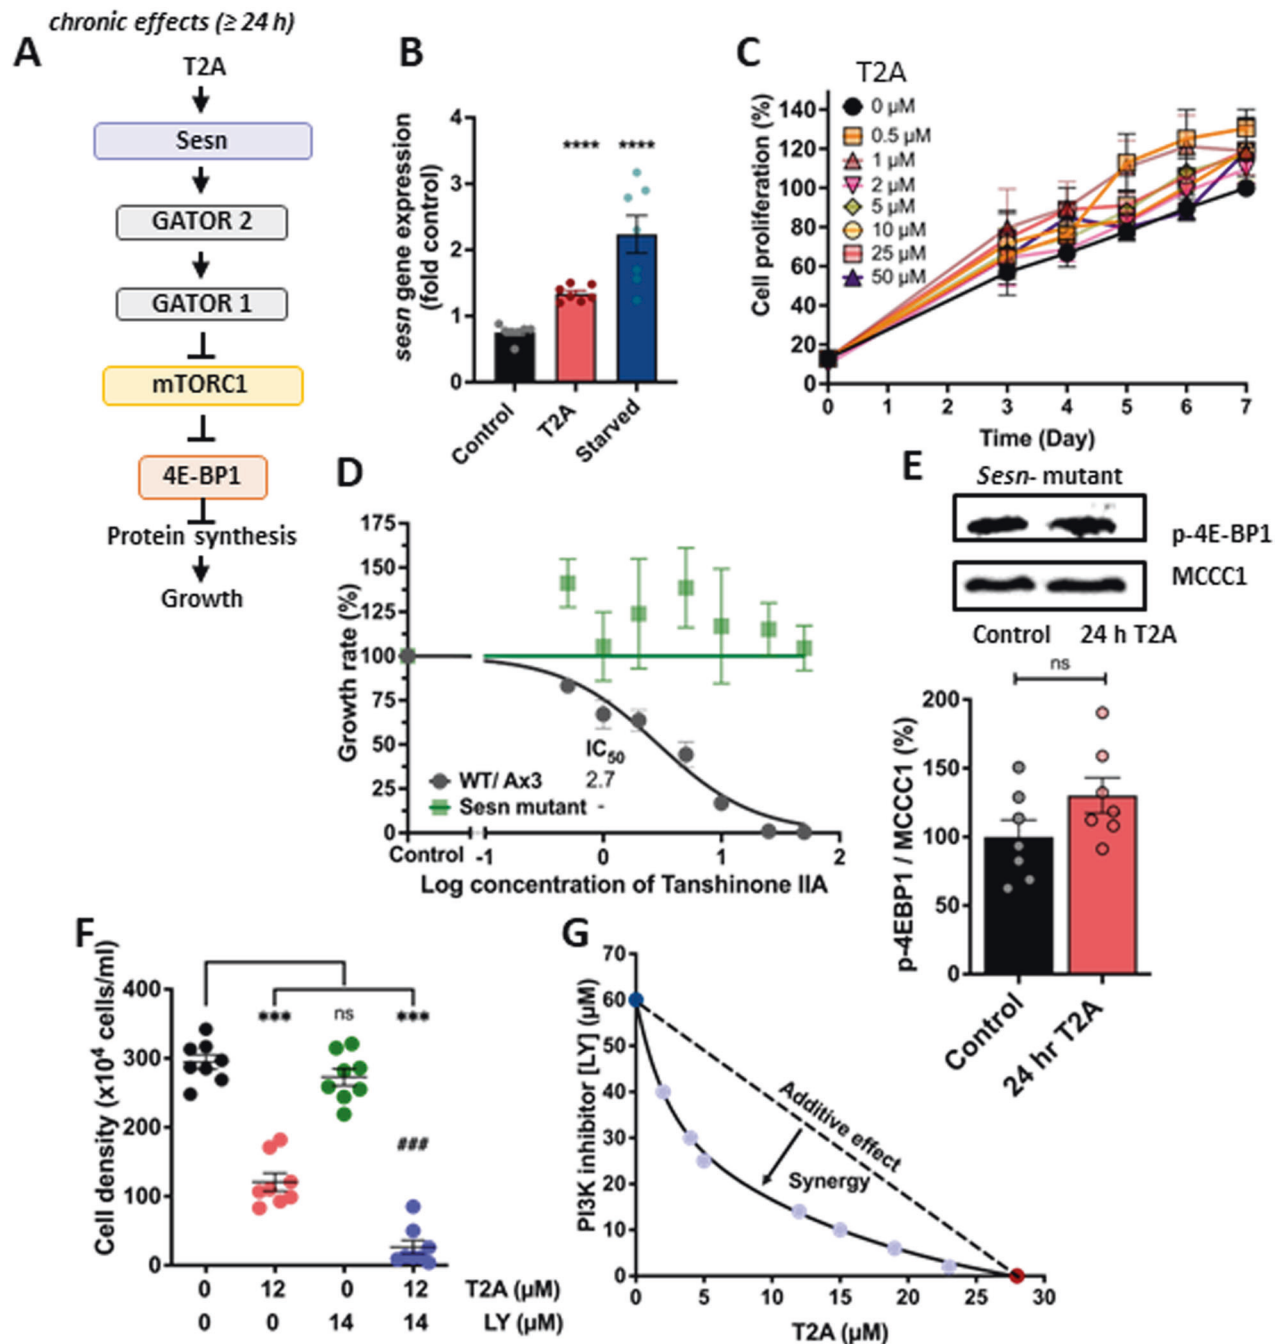 chronic effects (≥ 24 h)
A
T2A
Sesn
GATOR 2
GATOR 1
mTORC1
4E-BP1
Protein synthesis
Growth
B
sesn gene expression
(fold control)
4
3
2
1
0
****
****
Control
T2A
Starved
C
T2A
0 µM
0.5 µM
1 µM
2 µM
5 µM
10 µM
25 µM
50 µM
Cell proliferation (%)
140
120
100
80
60
40
20
0
0 1 2 3 4 5 6 7
Time (Day)
D
Growth rate (%)
175
150
125
100
75
50
25
0
IC50
WT/ Ax3 2.7
Sesn mutant -
Control -1 0 1 2
Log concentration of Tanshinone IIA
E
Sesn- mutant
p-4E-BP1
MCCC1
Control 24 h T2A
ns
p-4EBP1 / MCCC1 (%)
200
150
100
50
0
Control
24 hr T2A
F
Cell density (x10⁴ cells/ml)
400
300
200
100
0
*** ns ***
###
0 12 0 12 T2A (µM)
0 0 14 14 LY (µM)
G
PI3K inhibitor [LY] (µM)
70
60
50
40
30
20
10
0
Additive effect
Synergy
0 5 10 15 20 25 30
T2A (µM)